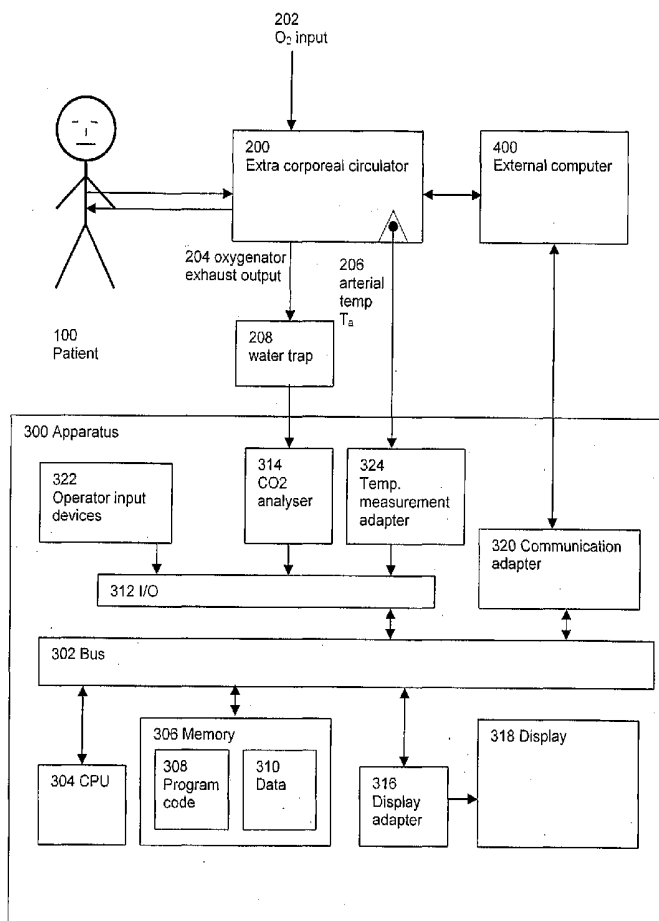 202
O₂ input
200
Extra corporeal circulator
400
External computer
204 oxygenator
exhaust output
206
arterial
temp
Tₐ
100
Patient
208
water trap
300 Apparatus
322
Operator input
devices
314
CO2
analyser
324
Temp.
measurement
adapter
320 Communication
adapter
312 I/O
302 Bus
304 CPU
306 Memory
308
Program
code
310
Data
316
Display
adapter
318 Display